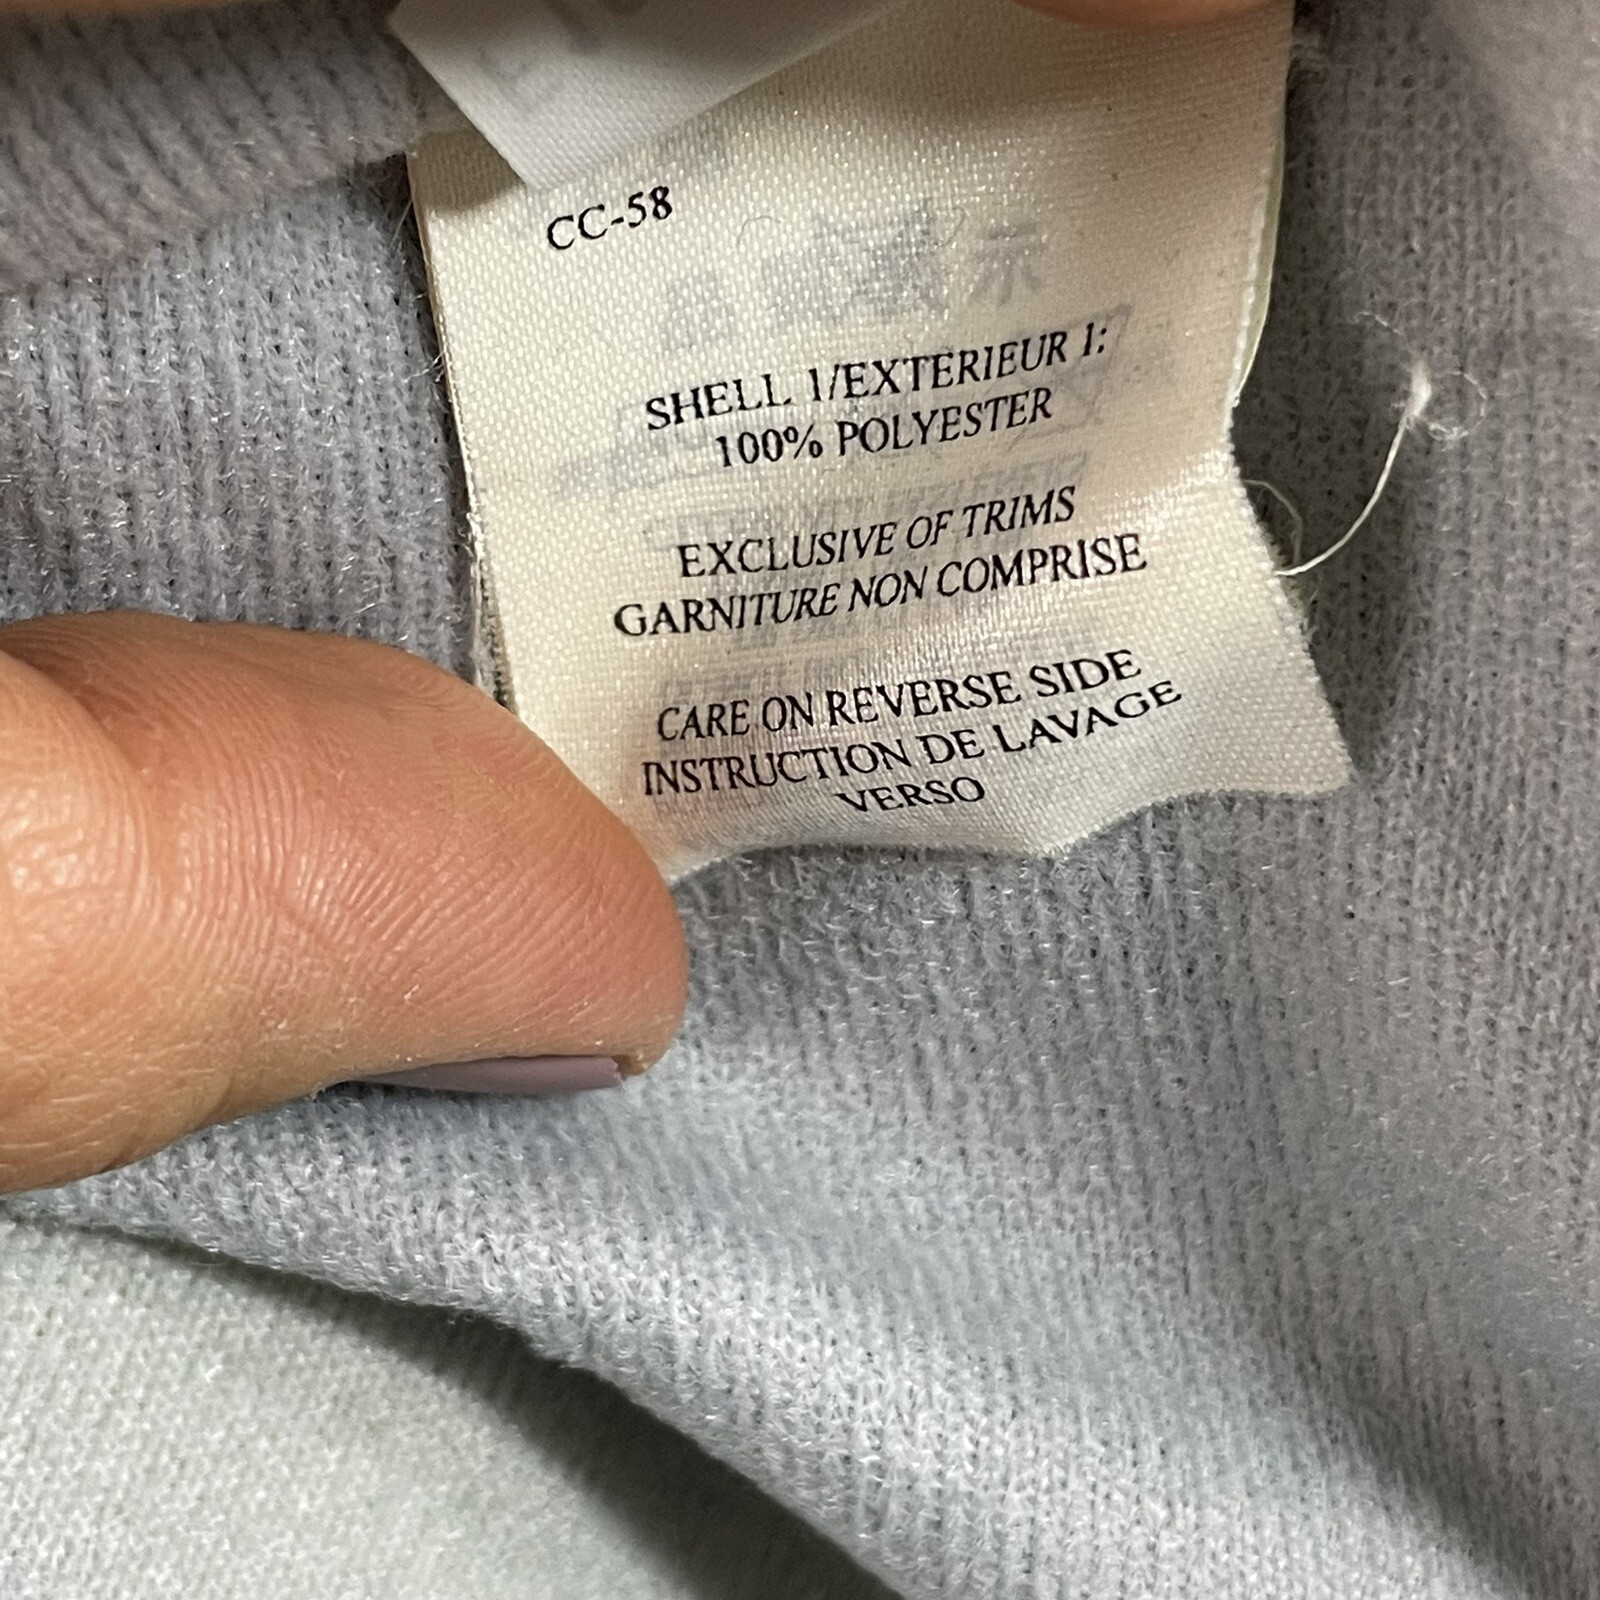 CC-58
SHELL 1/EXTERIEUR 1:
100% POLYESTER
EXCLUSIVE OF TRIMS
GARNITURE NON COMPRISE
CARE ON REVERSE SIDE
INSTRUCTION DE LAVAGE
VERSO